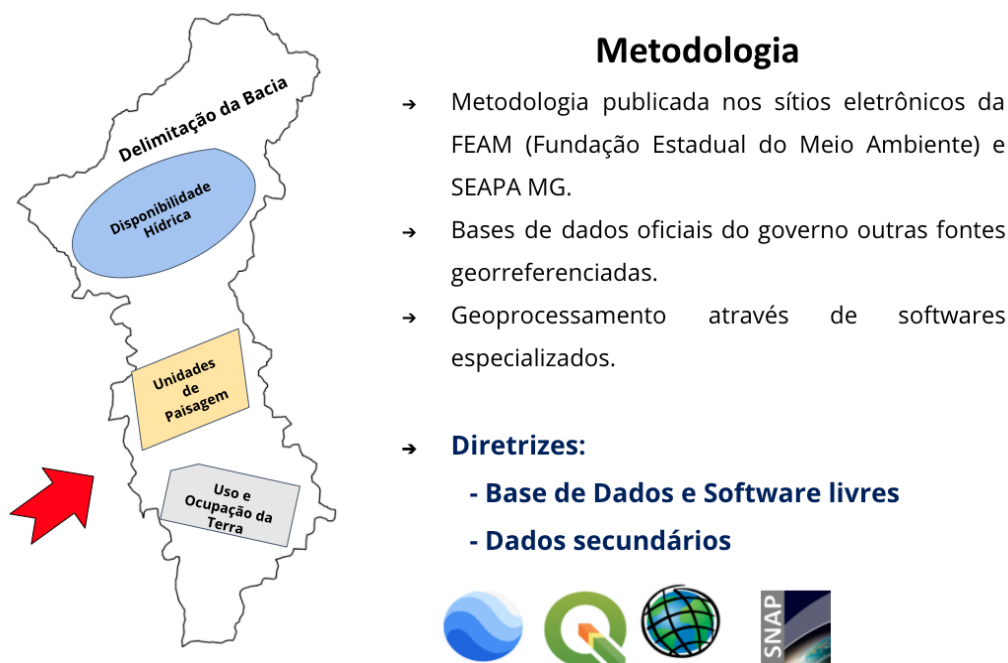 Delimitação da Bacia
Disponibilidade
Hídrica
Unidades
de
Paisagem
Uso e
Ocupação da
Terra
Metodologia
➔ Metodologia publicada nos sítios eletrônicos da
FEAM (Fundação Estadual do Meio Ambiente) e
SEAPA MG.
➔ Bases de dados oficiais do governo outras fontes
georreferenciadas.
➔ Geoprocessamento através de softwares
especializados.
➔ Diretrizes:
- Base de Dados e Software livres
- Dados secundários
SNAP